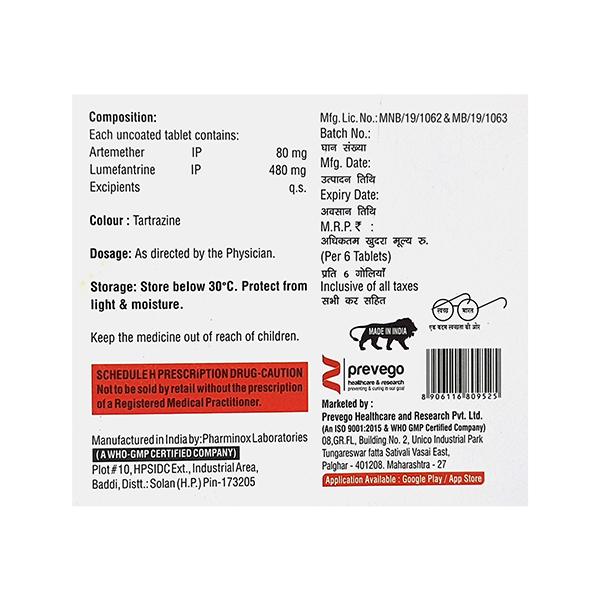 Composition:
Each uncoated tablet contains:
Artemether IP 80 mg
Lumefantrine IP 480 mg
Excipients q.s.
Colour : Tartrazine
Dosage: As directed by the Physician.
Storage: Store below 30°C. Protect from
light & moisture.
Keep the medicine out of reach of children.
SCHEDULE H PRESCRIPTION DRUG-CAUTION
Not to be sold by retail without the prescription
of a Registered Medical Practitioner.
Manufactured in India by:Pharminox Laboratories
(A WHO-GMP CERTIFIED COMPANY)
Plot #10, HPSIDC Ext., Industrial Area,
Baddi, Distt.: Solan (H.P.) Pin-173205
Mfg. Lic. No.: MNB/19/1062 & MB/19/1063
Batch No.:
घान संख्या
Mfg. Date:
उत्पादन तिथि
Expiry Date:
अवसान तिथि
M.R.P. ₹ :
अधिकतम खुदरा मूल्य रु.
(Per 6 Tablets)
प्रति 6 गोलियाँ
Inclusive of all taxes
सभी कर सहित
MADE IN INDIA
स्वच्छ भारत
एक कदम स्वच्छता की ओर
prevego
healthcare & research
preventing & curing is our goal
8906116809525
Marketed by :
Prevego Healthcare and Research Pvt. Ltd.
(An ISO 9001:2015 & WHO GMP Certified Company)
08,GR.FL, Building No. 2, Unico Industrial Park
Tungareswar fatta Sativali Vasai East,
Palghar - 401208. Maharashtra - 27
Application Available : Google Play / App Store